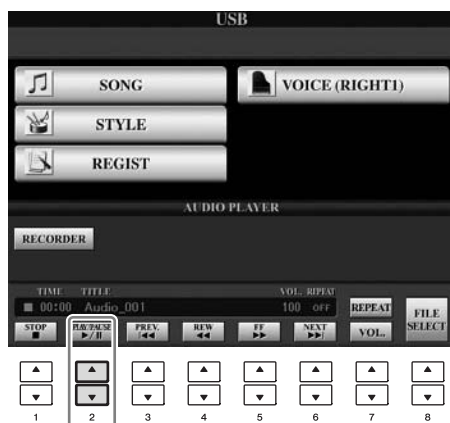 USB
SONG
VOICE (RIGHT1)
STYLE
REGIST
AUDIO PLAYER
RECORDER
TIME TITLE VOL. REPEAT
00:00 Audio_001 100 OFF
REPEAT
FILE SELECT
STOP PLAY/PAUSE PREV. REW FF NEXT VOL.
1 2 3 4 5 6 7 8